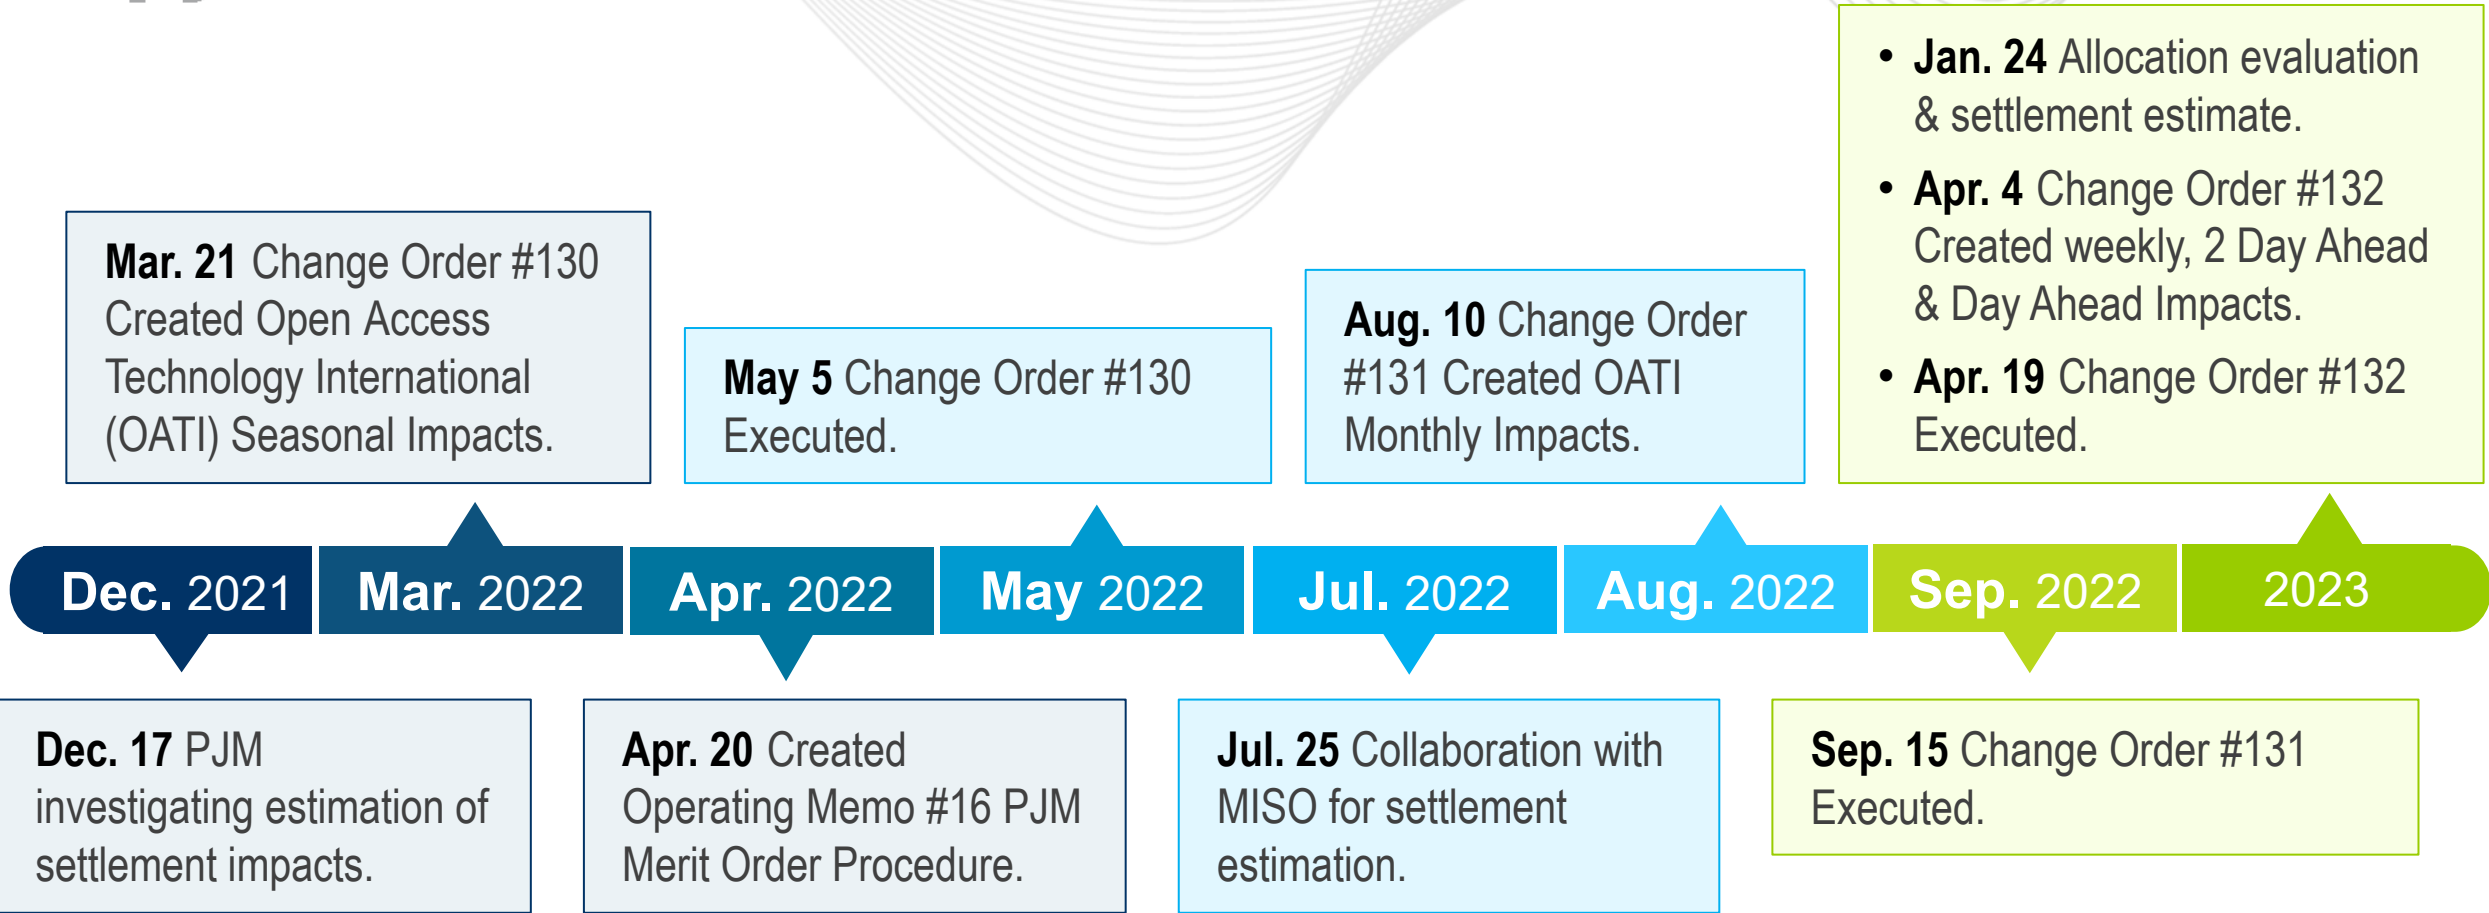 • Jan. 24 Allocation evaluation
& settlement estimate.
• Apr. 4 Change Order #132
Created weekly, 2 Day Ahead
& Day Ahead Impacts.
• Apr. 19 Change Order #132
Executed.
Mar. 21 Change Order #130
Created Open Access
Technology International
(OATI) Seasonal Impacts.
May 5 Change Order #130
Executed.
Aug. 10 Change Order
#131 Created OATI
Monthly Impacts.
Dec. 2021
Mar. 2022
Apr. 2022
May 2022
Jul. 2022
Aug. 2022
Sep. 2022
2023
Dec. 17 PJM
investigating estimation of
settlement impacts.
Apr. 20 Created
Operating Memo #16 PJM
Merit Order Procedure.
Jul. 25 Collaboration with
MISO for settlement
estimation.
Sep. 15 Change Order #131
Executed.